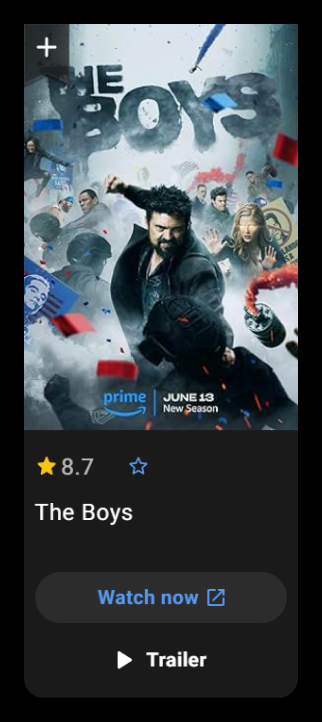 THE
BOYS
prime
JUNE 13
New Season
8.7
The Boys
Watch now
Trailer